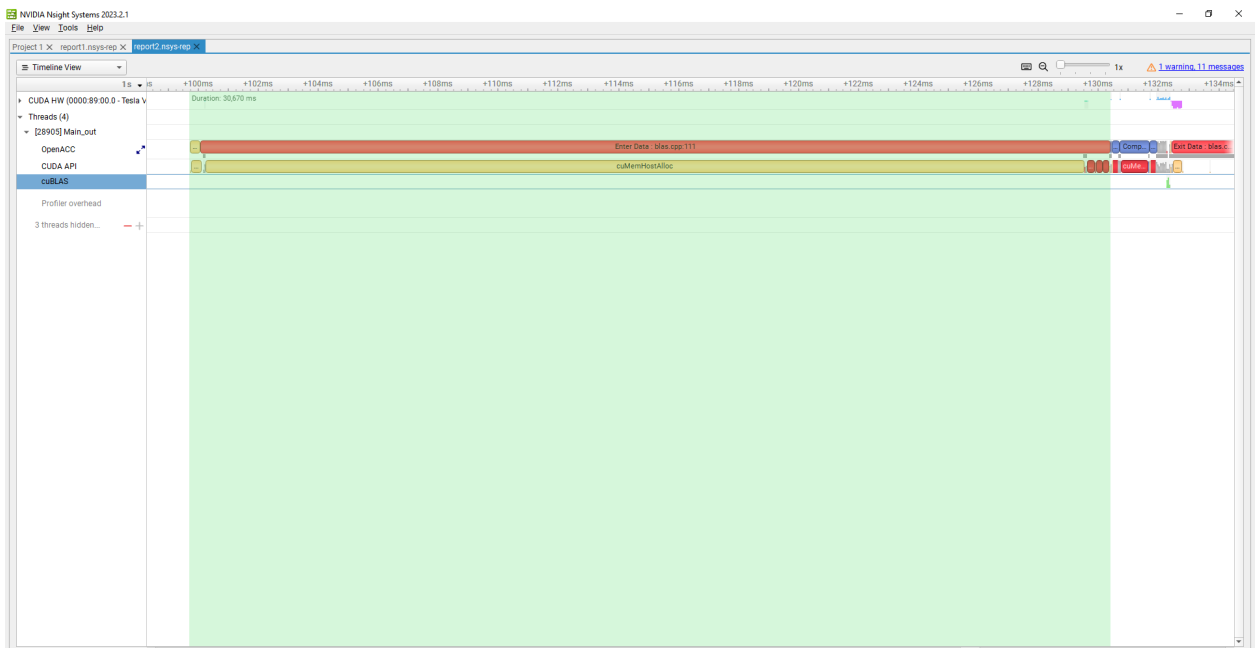 NVIDIA Nsight Systems 2023.2.1
File View Tools Help
Project 1 report1.nsys-rep report2.nsys-rep
Timeline View 1x 1 warning, 11 messages
1s +100ms +102ms +104ms +106ms +108ms +110ms +112ms +114ms +116ms +118ms +120ms +122ms +124ms +126ms +128ms +130ms +132ms +134ms
CUDA HW (0000:89:00.0 - Tesla V
Duration: 30,670 ms
Threads (4)
[28905] Main_out
OpenACC ... Enter Data : blas.cpp:111 ... Comp... ... Exit Data : blas.c
CUDA API ... cuMemHostAlloc cuMe... ...
cuBLAS
Profiler overhead
3 threads hidden...